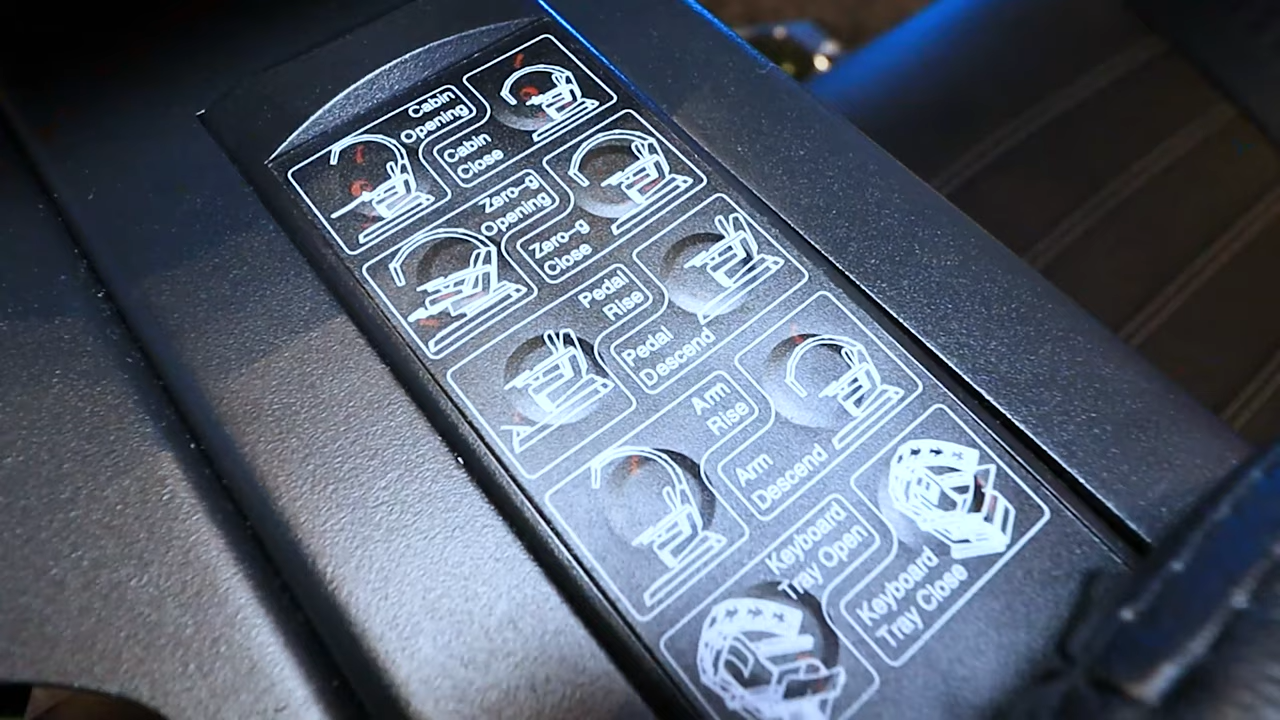 Cabin
Opening
Cabin
Close
Zero-g
Opening
Zero-g
Close
Pedal
Rise
Pedal
Descend
Arm
Rise
Arm
Descend
Keyboard
Tray Open
Keyboard
Tray Close